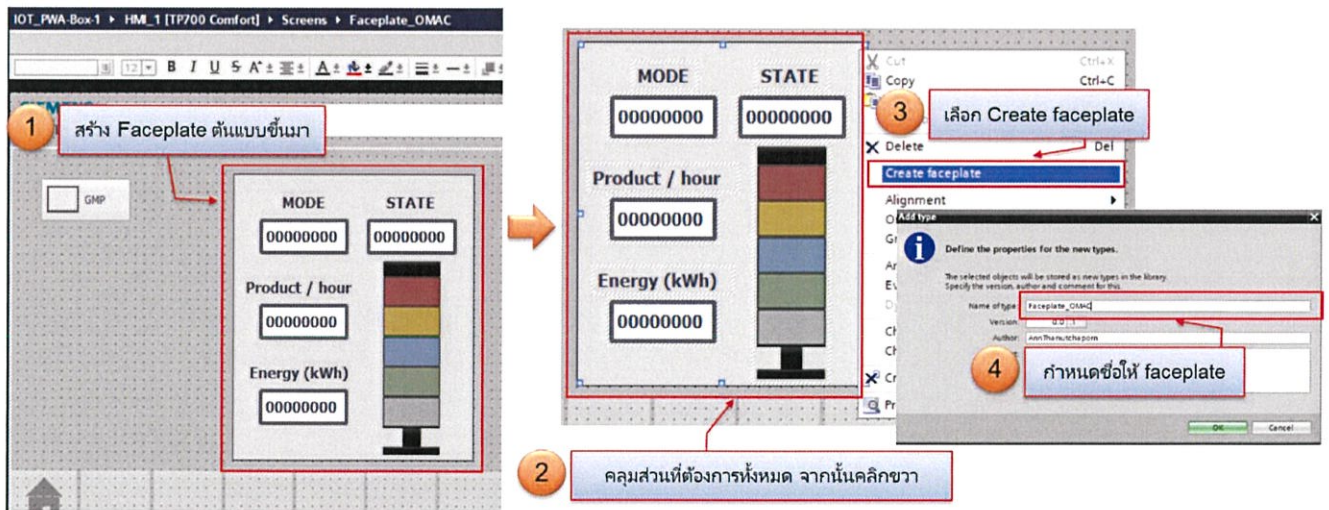 IOT_PWA-Box-1 ▸ HMI_1 [TP700 Comfort] ▸ Screens ▸ Faceplate_OMAC
12
B I U S A
SIEMENS
1
สร้าง Faceplate ต้นแบบขึ้นมา
GMP
MODE STATE
00000000 00000000
Product / hour
00000000
Energy (kWh)
00000000
MODE STATE
00000000 00000000
Product / hour
00000000
Energy (kWh)
00000000
2
คลุมส่วนที่ต้องการทั้งหมด จากนั้นคลิกขวา
Cut Ctrl+X
Copy Ctrl+C
3
เลือก Create faceplate
Delete Del
Create faceplate
Alignment
Add type
Define the properties for the new types.
The selected objects will be stored as new types in the library.
Specify the version, author and comment for this.
Name of type: Faceplate_OMAC
Version: 0.0 .1
Author: AnnThanutchaporn
4
กำหนดชื่อให้ faceplate
OK Cancel